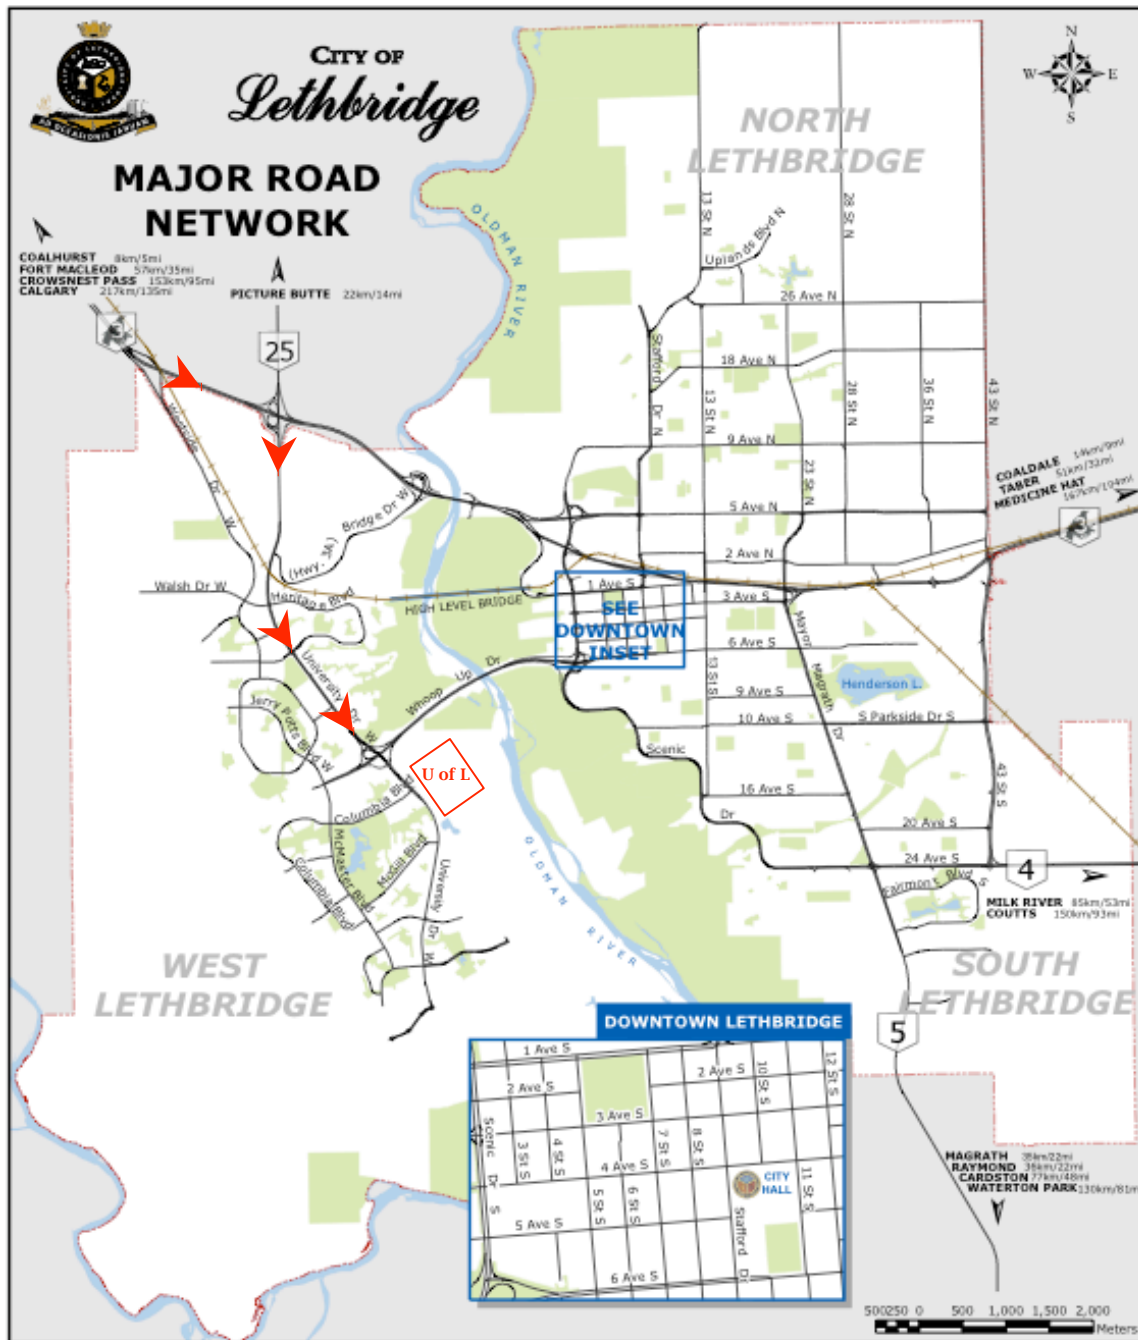 CITY OF
Lethbridge
MAJOR ROAD
NETWORK
N
W E
S
NORTH
LETHBRIDGE
COALHURST 8km/5mi
FORT MACLEOD 57km/35mi
CROWSNEST PASS 153km/95mi
CALGARY 217km/135mi
PICTURE BUTTE 22km/14mi
25
OLDMAN RIVER
13 St N
28 St N
Uplands Blvd N
26 Ave N
Stafford Dr N
18 Ave N
13 St N
28 St N
36 St N
43 St N
9 Ave N
23 St N
5 Ave N
2 Ave N
COALDALE 14km/9mi
TABER 51km/32mi
MEDICINE HAT 167km/104mi
Westside Dr W
Bridge Dr W
(Hwy. 3A)
Walsh Dr W
Heritage Blvd
HIGH LEVEL BRIDGE
1 Ave S
3 Ave S
SEE
DOWNTOWN
INSET
6 Ave S
Mayor Magrath Dr
13 St S
Henderson L.
9 Ave S
10 Ave S
S Parkside Dr S
University Dr W
Whoop Up Dr
Jerry Potts Blvd W
U of L
Scenic Dr
16 Ave S
43 St S
20 Ave S
24 Ave S
4
Fairmont Blvd S
MILK RIVER 85km/53mi
COUTTS 150km/93mi
Columbia Blvd
McMaster Blvd
McGill Blvd
Columbia Blvd
University Dr W
OLDMAN RIVER
WEST
LETHBRIDGE
SOUTH
LETHBRIDGE
5
DOWNTOWN LETHBRIDGE
1 Ave S
2 Ave S
2 Ave S
10 St S
12 St S
3 Ave S
Scenic Dr S
3 St S
4 St S
7 St S
8 St S
4 Ave S
CITY
HALL
11 St S
5 St S
6 St S
5 Ave S
Stafford Dr
6 Ave S
MAGRATH 35km/22mi
RAYMOND 36km/22mi
CARDSTON 77km/48mi
WATERTON PARK 130km/81mi
500 250 0 500 1,000 1,500 2,000
Meters